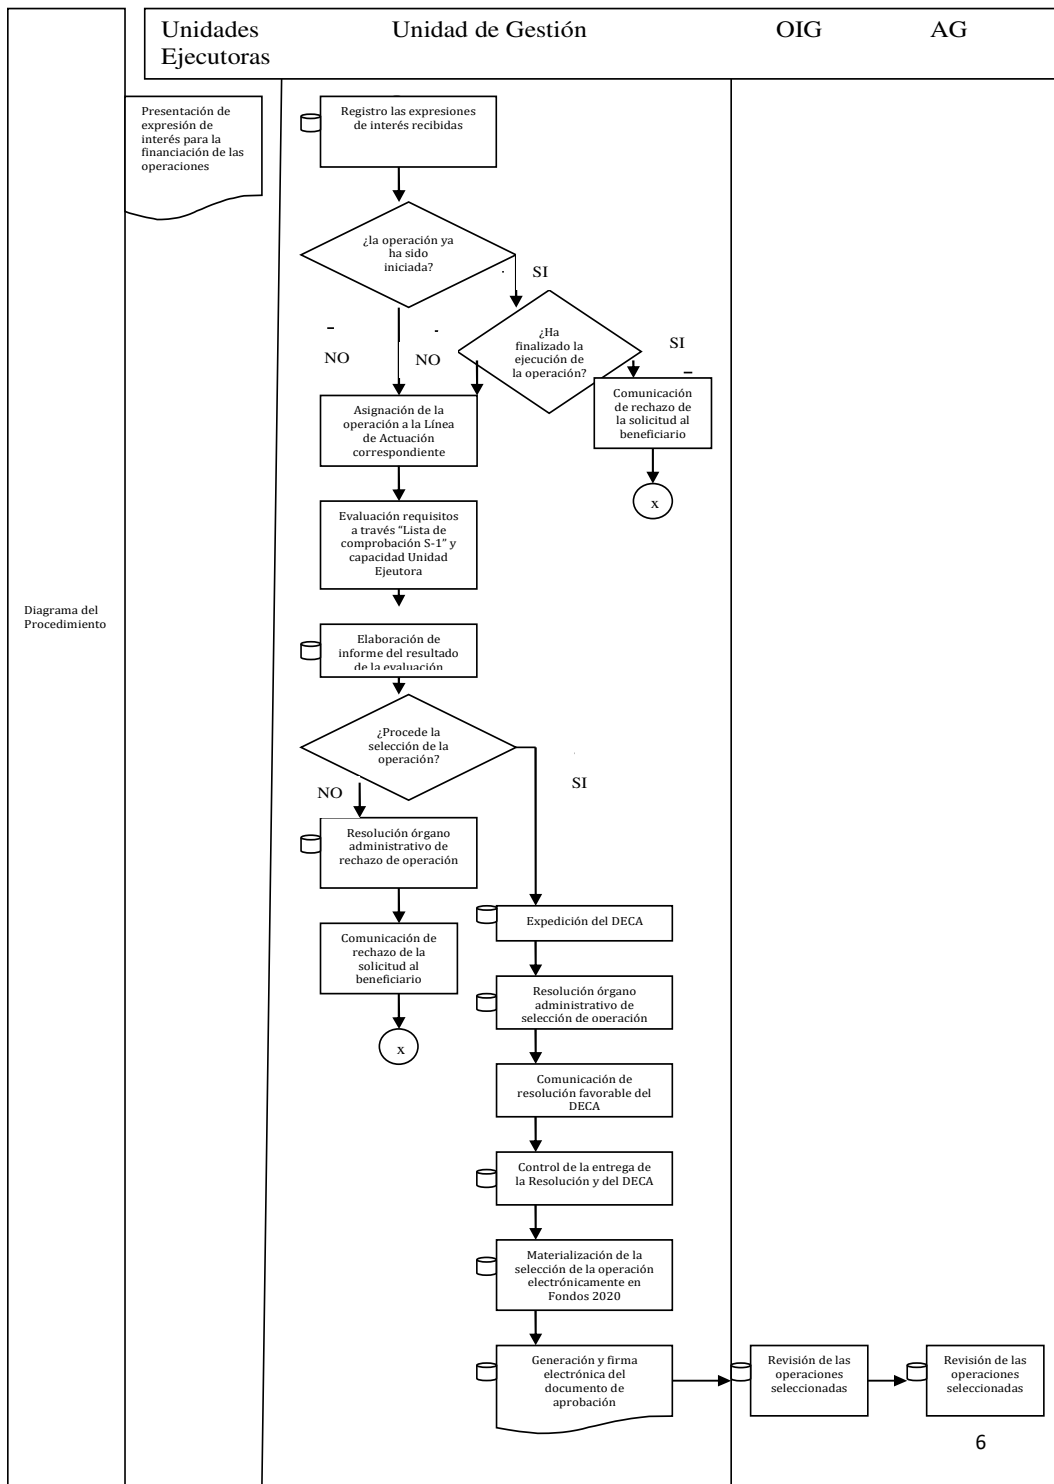 Unidades
Ejecutoras
Unidad de Gestión
OIG
AG
Presentación de
expresión de
interés para la
financiación de las
operaciones
Registro las expresiones
de interés recibidas
¿la operación ya
ha sido
iniciada?
SI
¿Ha
finalizado la
ejecución de
la operación?
SI
NO
NO
Comunicación
de rechazo de
la solicitud al
beneficiario
x
Asignación de la
operación a la Línea
de Actuación
correspondiente
Evaluación requisitos
a través “Lista de
comprobación S-1” y
capacidad Unidad
Ejeutora
Diagrama del
Procedimiento
Elaboración de
informe del resultado
de la evaluación
¿Procede la
selección de la
operación?
SI
NO
Resolución órgano
administrativo de
rechazo de operación
Comunicación de
rechazo de la
solicitud al
beneficiario
x
Expedición del DECA
Resolución órgano
administrativo de
selección de operación
Comunicación de
resolución favorable del
DECA
Control de la entrega de
la Resolución y del DECA
Materialización de la
selección de la operación
electrónicamente en
Fondos 2020
Generación y firma
electrónica del
documento de
aprobación
Revisión de las
operaciones
seleccionadas
Revisión de las
operaciones
seleccionadas
6